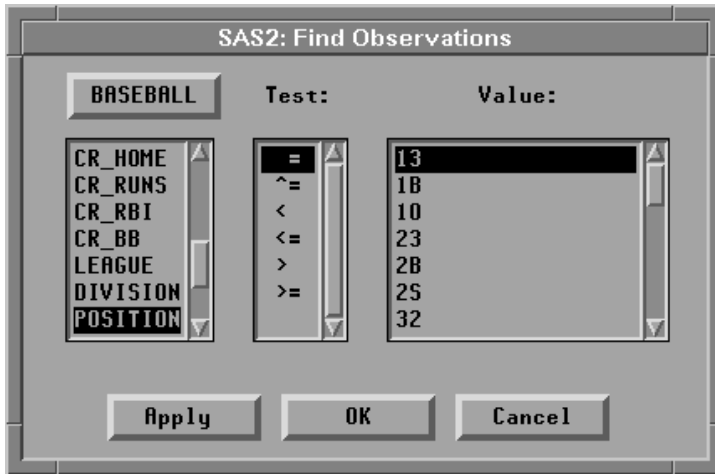 SAS2: Find Observations
BASEBALL Test: Value:
CR_HOME = 13
CR_RUNS ^= 1B
CR_RBI < 1O
CR_BB <= 23
LEAGUE > 2B
DIVISION >= 2S
POSITION 32
Apply OK Cancel